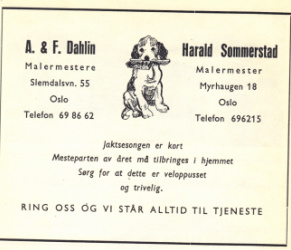 A. & F. Dahlin
Malermestere
Slemdalsvn. 55
Oslo
Telefon 69 86 62
Harald Sommerstad
Malermester
Myrhaugen 18
Oslo
Telefon 696215
Jaktsesongen er kort
Mesteparten av året må tilbringes i hjemmet
Sørg for at dette er veloppusset
og trivelig.
RING OSS OG VI STÅR ALLTID TIL TJENESTE